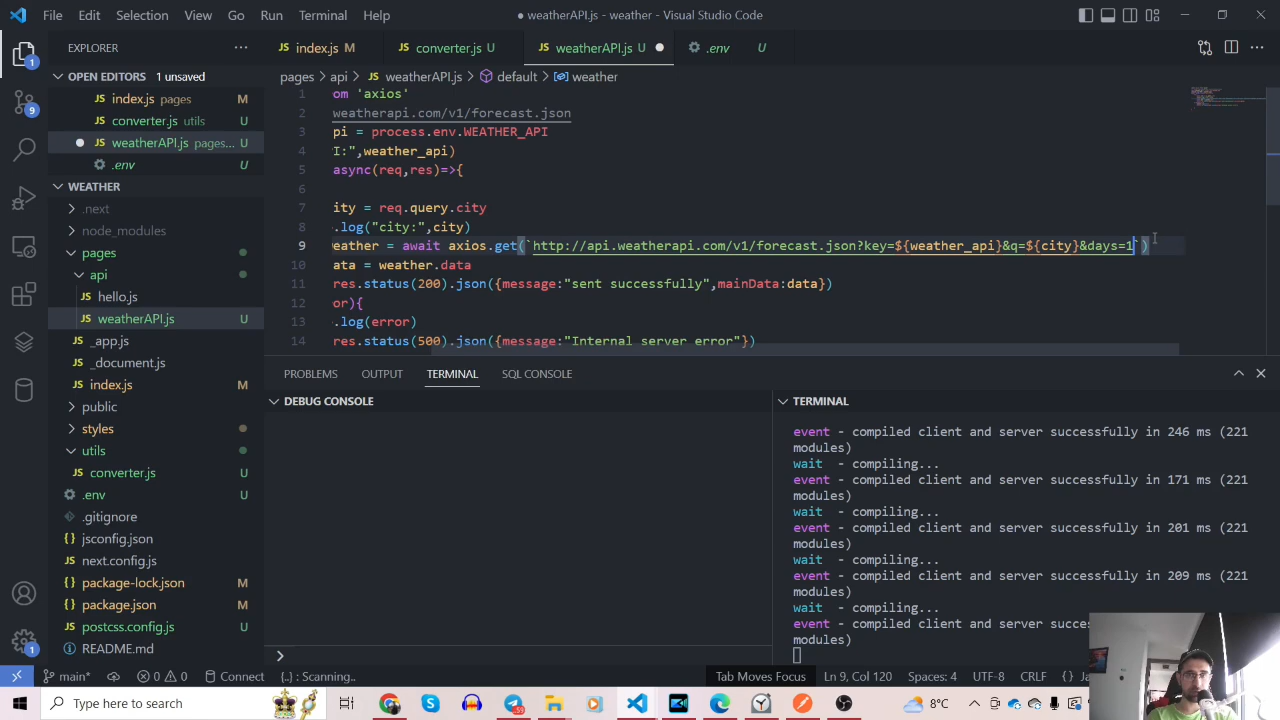 File Edit Selection View Go Run Terminal Help
● weatherAPI.js - weather - Visual Studio Code
EXPLORER ···
index.js M
converter.js U
weatherAPI.js U ●
.env U
OPEN EDITORS 1 unsaved
index.js pages M
converter.js utils U
weatherAPI.js pages... U
.env U
WEATHER
.next
node_modules
pages
api
hello.js
weatherAPI.js U
_app.js
_document.js
index.js M
public
styles
utils
converter.js U
.env U
.gitignore
jsconfig.json
next.config.js
package-lock.json M
package.json M
postcss.config.js U
README.md
pages > api > weatherAPI.js > default > weather
1 om 'axios'
2 weatherapi.com/v1/forecast.json
3 pi = process.env.WEATHER_API
4 I:",weather_api)
5 async(req,res)=>{
6
7 ity = req.query.city
8 .log("city:",city)
9 eather = await axios.get(`http://api.weatherapi.com/v1/forecast.json?key=${weather_api}&q=${city}&days=1`)
10 ata = weather.data
11 res.status(200).json({message:"sent successfully",mainData:data})
12 or){
13 .log(error)
14 res.status(500).json({message:"Internal server error"})
PROBLEMS OUTPUT TERMINAL SQL CONSOLE
DEBUG CONSOLE
>
TERMINAL
event - compiled client and server successfully in 246 ms (221
modules)
wait - compiling...
event - compiled client and server successfully in 171 ms (221
modules)
wait - compiling...
event - compiled client and server successfully in 201 ms (221
modules)
wait - compiling...
event - compiled client and server successfully in 209 ms (221
modules)
wait - compiling...
event - compiled client and server successfully
modules)
main* 0 0 Connect {..} : Scanning..
Tab Moves Focus Ln 9, Col 120 Spaces: 4 UTF-8 CRLF
Type here to search
8°C